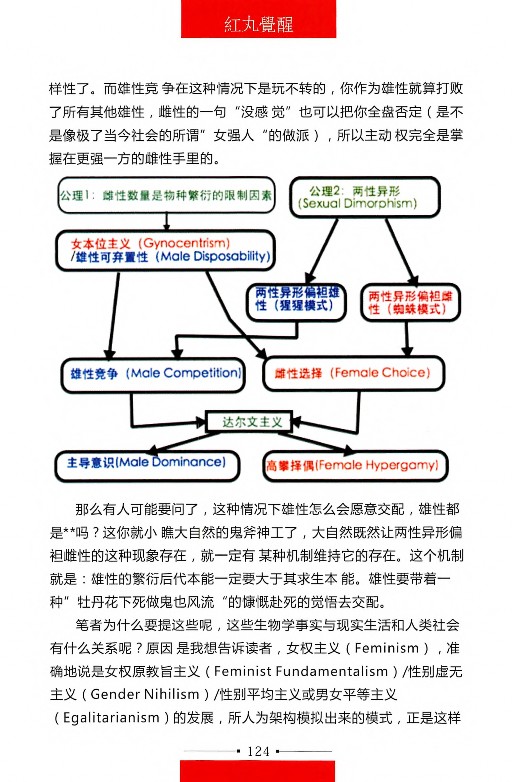 紅丸覺醒
样性了。而雄性竞 争在这种情况下是玩不转的，你作为雄性就算打败
了所有其他雄性，雌性的一句“没感 觉”也可以把你全盘否定（是不
是像极了当今社会的所谓”女强人“的做派），所以主动 权完全是掌
握在更强一方的雌性手里的。
公理1：雌性数量是物种繁衍的限制因素
公理2：两性异形
(Sexual Dimorphism)
女本位主义（Gynocentrism)
/雄性可弃置性（Male Disposability)
两性异形偏袒雄
性（猩猩模式）
两性异形偏袒雌
性（蜘蛛模式）
雄性竞争（Male Competition)
雌性选择（Female Choice)
达尔文主义
主导意识(Male Dominance)
高攀择偶(Female Hypergamy)
那么有人可能要问了，这种情况下雄性怎么会愿意交配，雄性都
是**吗？这你就小 瞧大自然的鬼斧神工了，大自然既然让两性异形偏
袒雌性的这种现象存在，就一定有 某种机制维持它的存在。这个机制
就是：雄性的繁衍后代本能一定要大于其求生本 能。雄性要带着一
种”牡丹花下死做鬼也风流“的慷慨赴死的觉悟去交配。
笔者为什么要提这些呢，这些生物学事实与现实生活和人类社会
有什么关系呢？原因 是我想告诉读者，女权主义（Feminism），准
确地说是女权原教旨主义（Feminist Fundamentalism）/性别虚无
主义（Gender Nihilism）/性别平均主义或男女平等主义
（Egalitarianism）的发展，所人为架构模拟出来的模式，正是这样
124